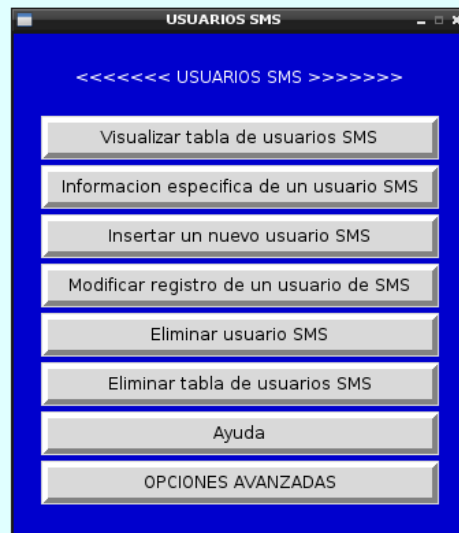 USUARIOS SMS
<<<<<<< USUARIOS SMS >>>>>>>
Visualizar tabla de usuarios SMS
Informacion especifica de un usuario SMS
Insertar un nuevo usuario SMS
Modificar registro de un usuario de SMS
Eliminar usuario SMS
Eliminar tabla de usuarios SMS
Ayuda
OPCIONES AVANZADAS